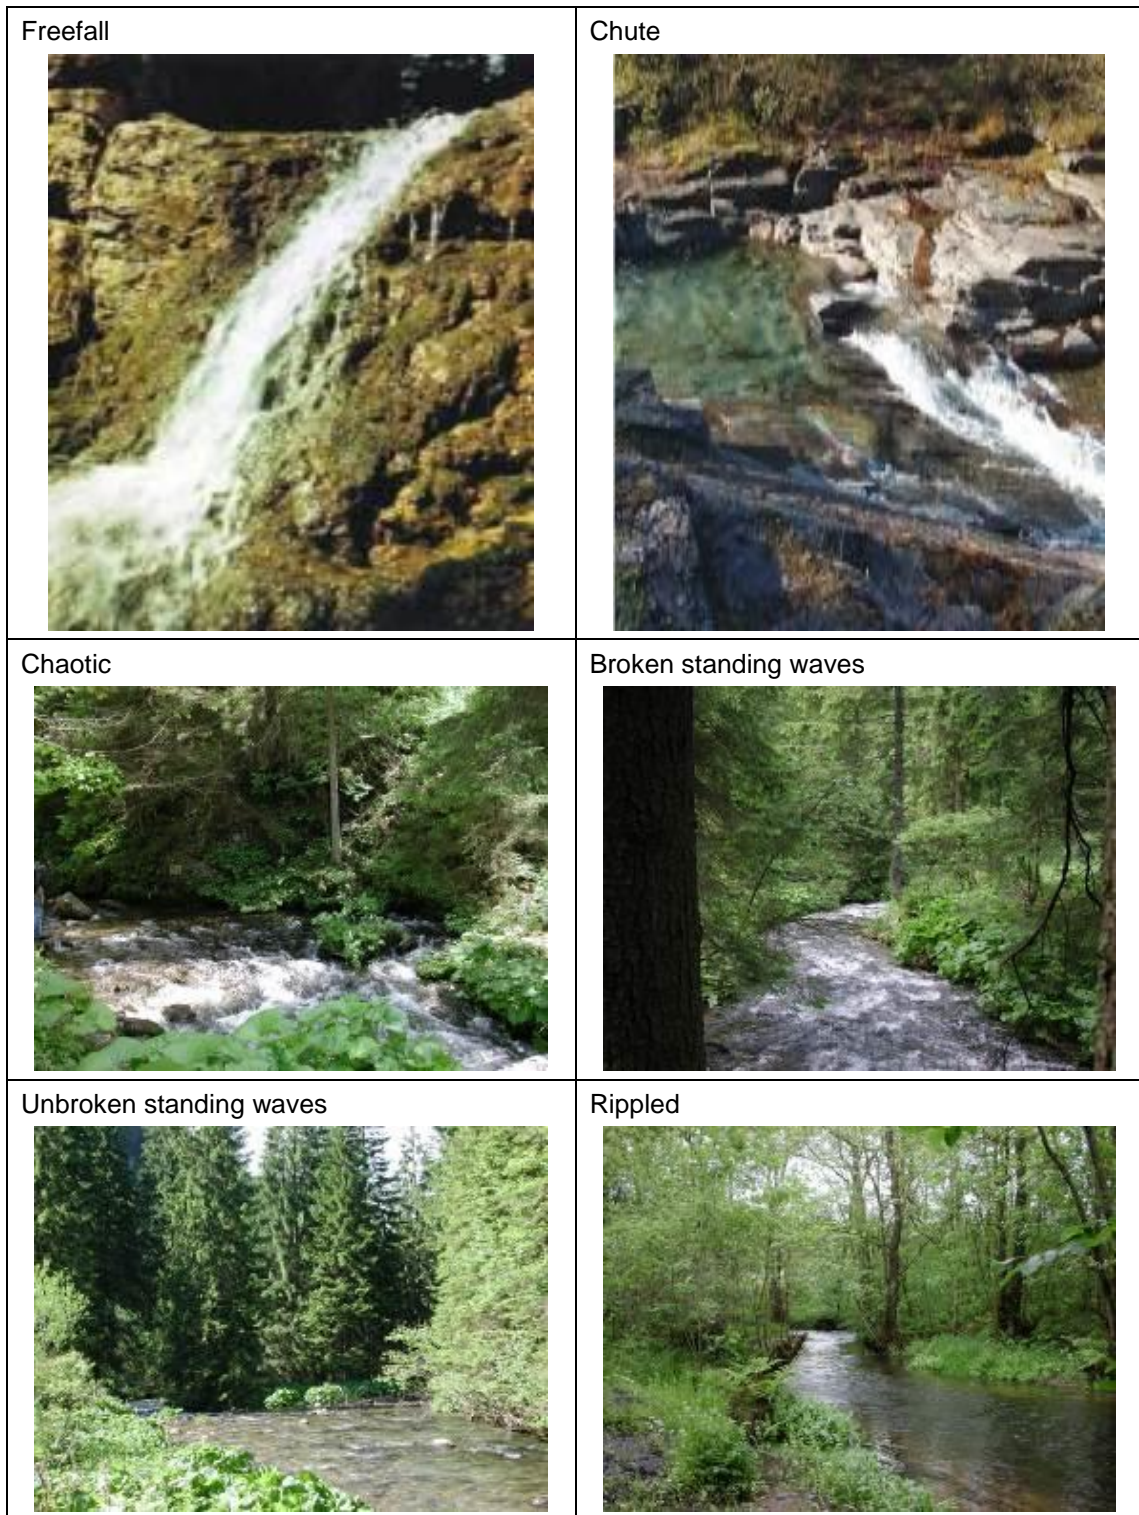 Freefall
Chute
Chaotic
Broken standing waves
Unbroken standing waves
Rippled